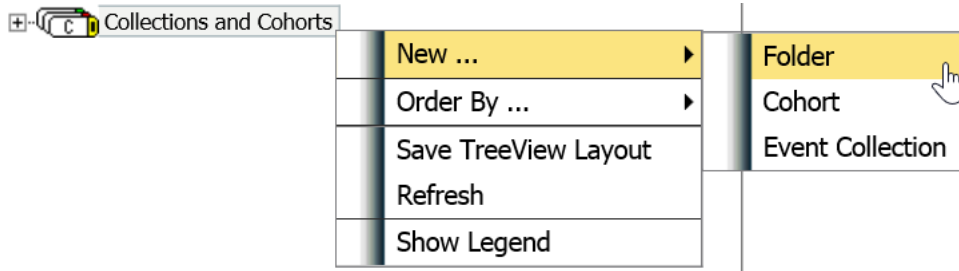 Collections and Cohorts
New ...
Order By ...
Save TreeView Layout
Refresh
Show Legend
Folder
Cohort
Event Collection